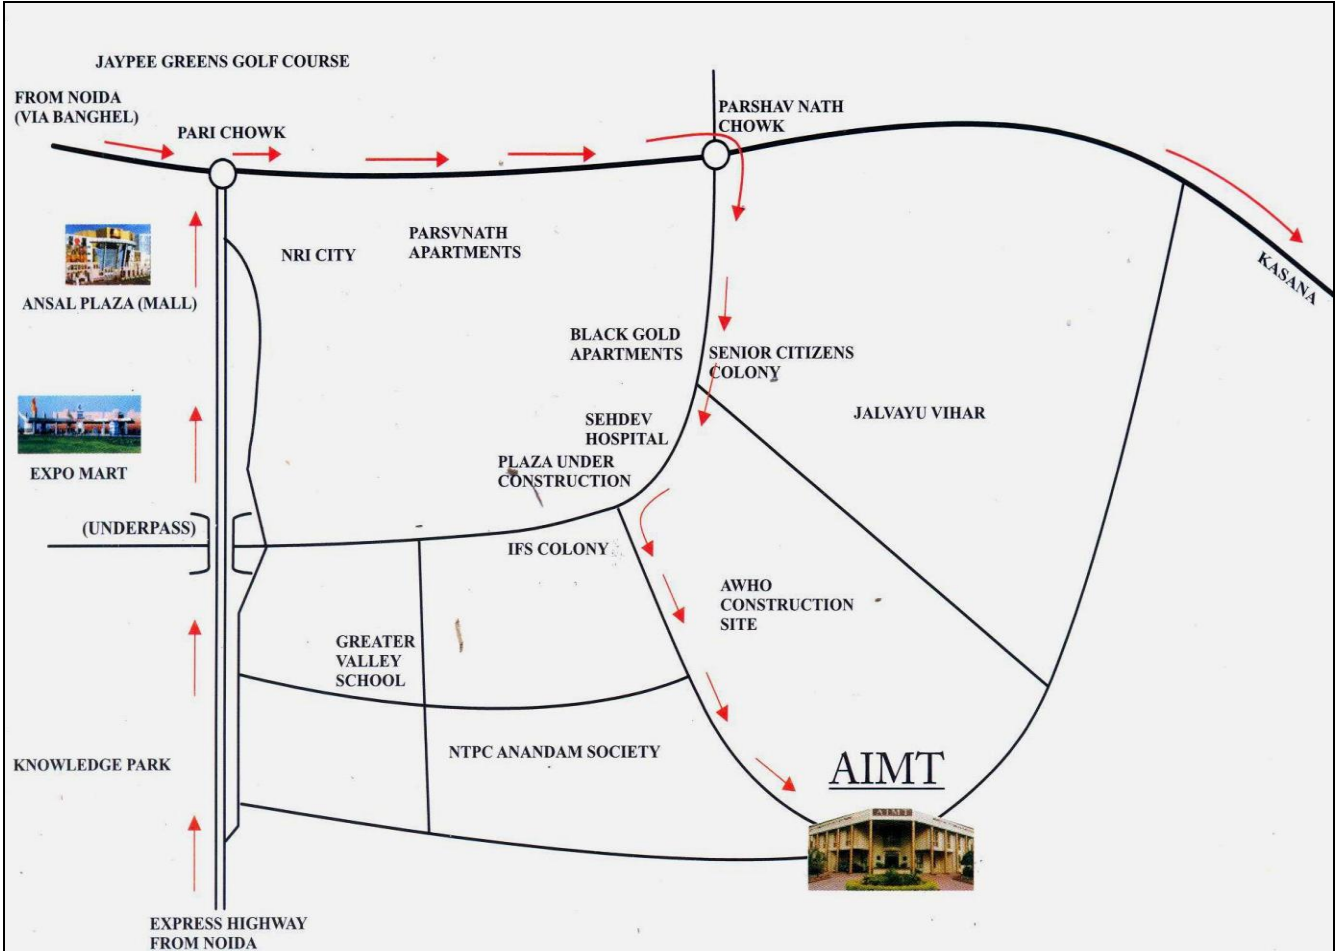 JAYPEE GREENS GOLF COURSE
FROM NOIDA
(VIA BANGHEL)
PARI CHOWK
PARSHAV NATH
CHOWK
NRI CITY
PARSVNATH
APARTMENTS
ANSAL PLAZA (MALL)
KASANA
BLACK GOLD
APARTMENTS
SENIOR CITIZENS
COLONY
JALVAYU VIHAR
SEHDEV
HOSPITAL
EXPO MART
PLAZA UNDER
CONSTRUCTION
(UNDERPASS)
IFS COLONY
AWHO
CONSTRUCTION
SITE
GREATER
VALLEY
SCHOOL
NTPC ANANDAM SOCIETY
KNOWLEDGE PARK
AIMT
AIMT
EXPRESS HIGHWAY
FROM NOIDA